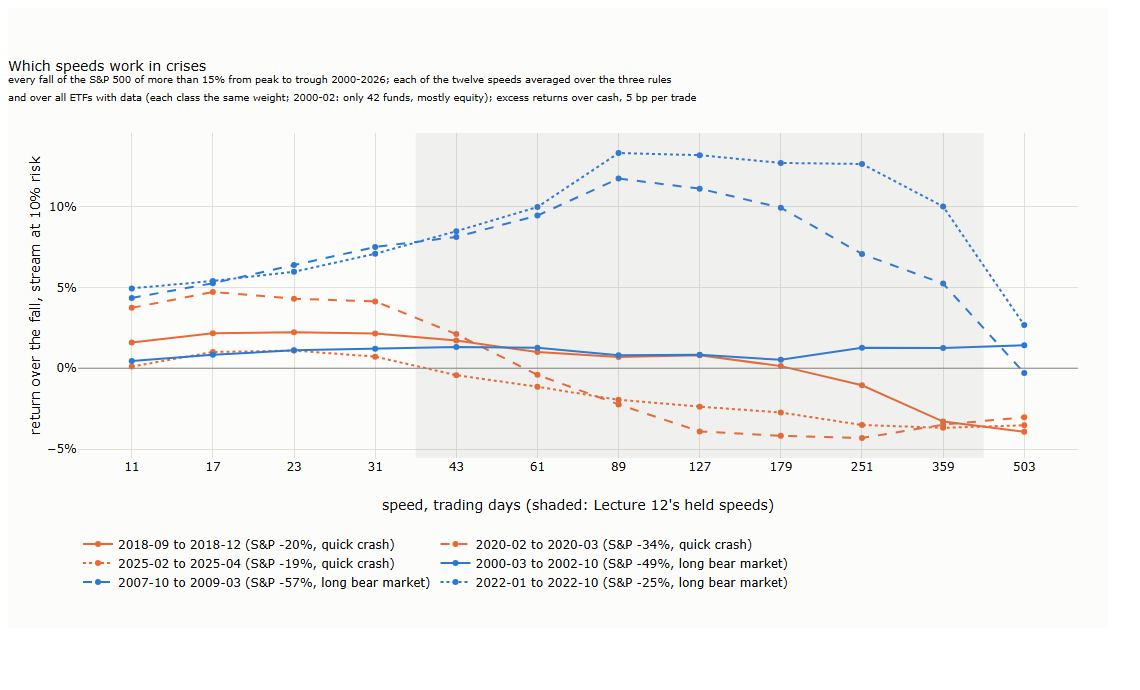 Which speeds work in crises
every fall of the S&P 500 of more than 15% from peak to trough 2000-2026; each of the twelve speeds averaged over the three rules
and over all ETFs with data (each class the same weight; 2000-02: only 42 funds, mostly equity); excess returns over cash, 5 bp per trade
return over the fall, stream at 10% risk
10%
5%
0%
−5%
11 17 23 31 43 61 89 127 179 251 359 503
speed, trading days (shaded: Lecture 12's held speeds)
2018-09 to 2018-12 (S&P -20%, quick crash) 2020-02 to 2020-03 (S&P -34%, quick crash)
2025-02 to 2025-04 (S&P -19%, quick crash) 2000-03 to 2002-10 (S&P -49%, long bear market)
2007-10 to 2009-03 (S&P -57%, long bear market) 2022-01 to 2022-10 (S&P -25%, long bear market)